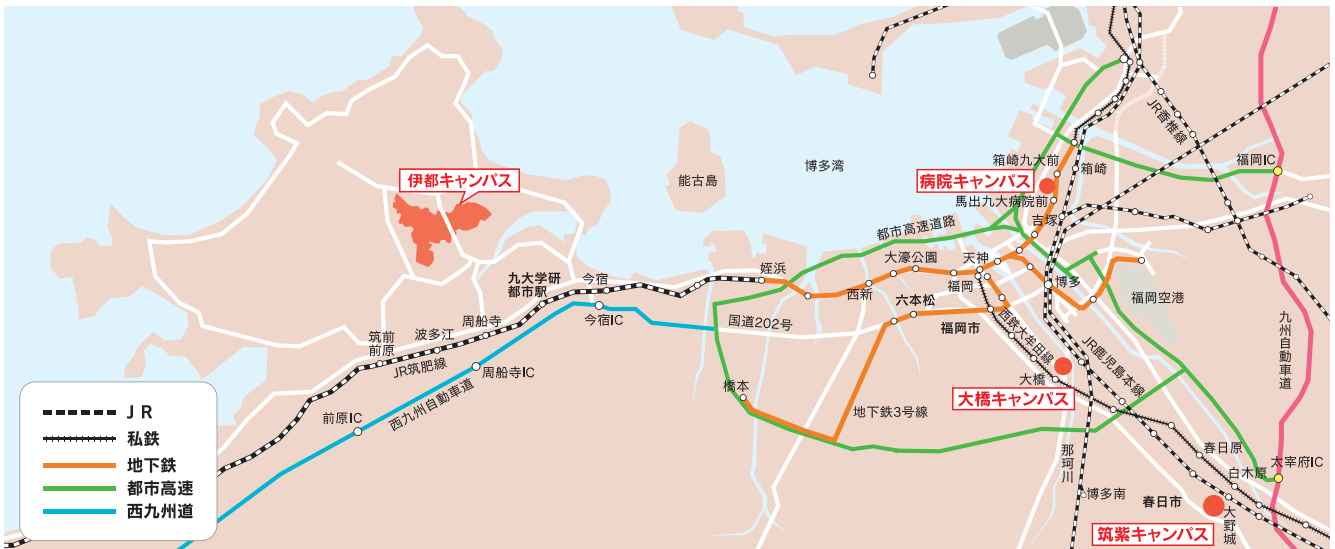 伊都キャンパス
能古島
博多湾
病院キャンパス
箱崎九大前
箱崎
馬出九大病院前
吉塚
JR香椎線
福岡IC
都市高速道路
九大学研
都市駅
今宿
今宿IC
姪浜
西新
大濠公園
福岡
天神
博多
福岡空港
六本松
福岡市
国道202号
西鉄大牟田線
JR鹿児島本線
九州自動車道
筑前
前原
波多江
周船寺
JR筑肥線
周船寺IC
西九州自動車道
前原IC
橋本
地下鉄3号線
大橋
大橋キャンパス
那珂川
博多南
春日原
白木原
太宰府IC
春日市
大野城
筑紫キャンパス
JR
私鉄
地下鉄
都市高速
西九州道